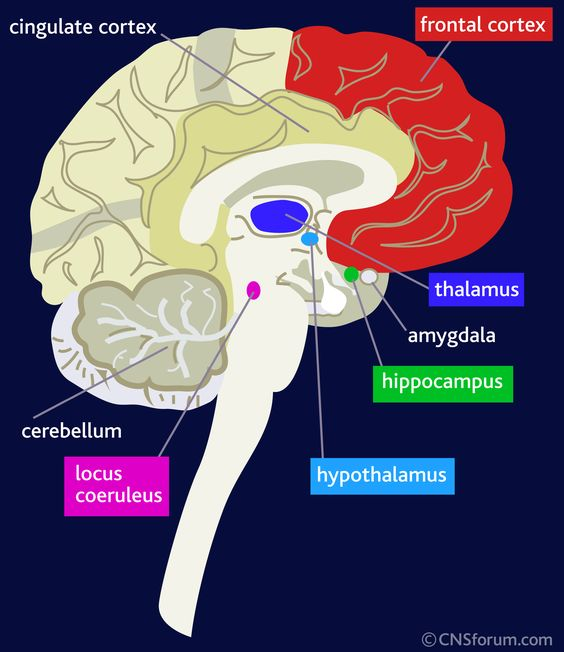 cingulate cortex
frontal cortex
thalamus
amygdala
hippocampus
cerebellum
locus
coeruleus
hypothalamus
© CNSforum.com